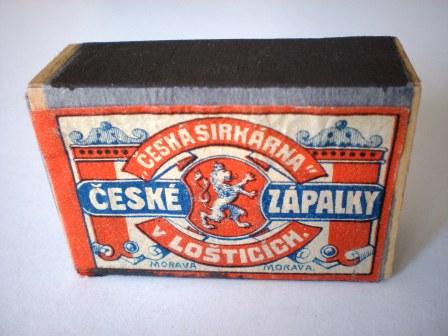 „ČESKÁ SIRKÁRNA"
ČESKÉ ZÁPALKY
v LOŠTICÍCH.
MORAVA MORAVA.